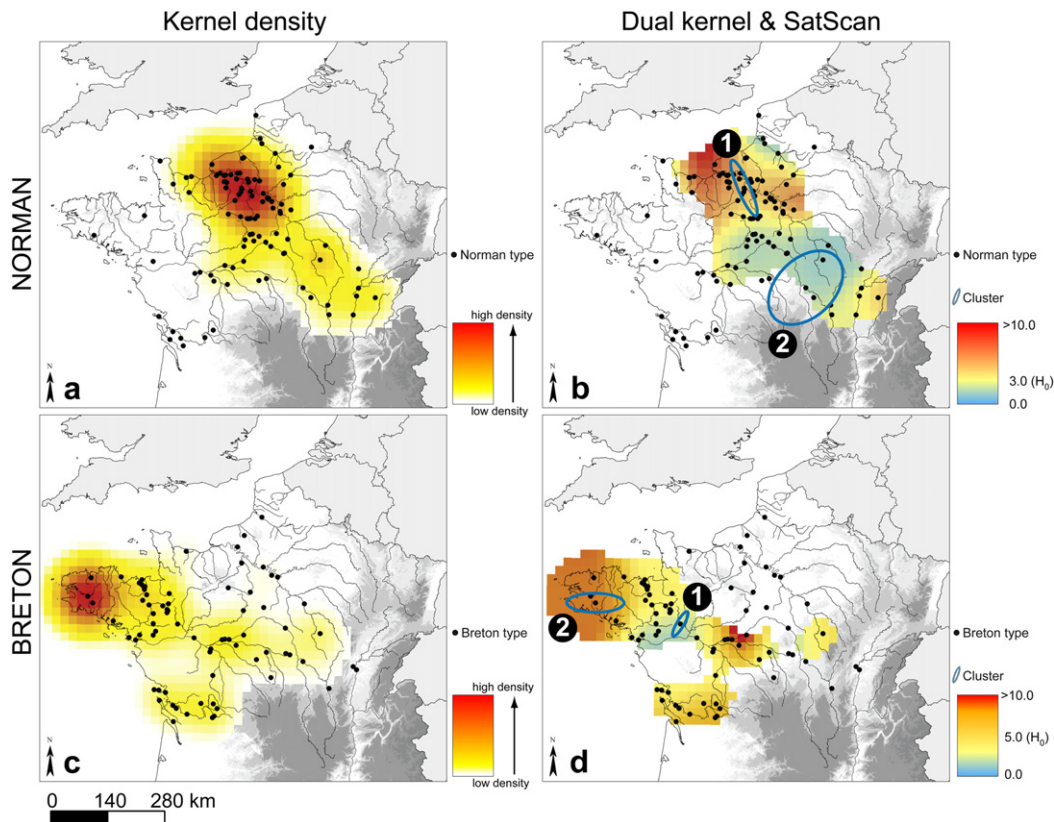 Kernel density
Dual kernel & SatScan
NORMAN
N
a
Norman type
high density
low density
1
2
N
b
Norman type
Cluster
>10.0
3.0 (H₀)
0.0
BRETON
N
c
Breton type
high density
low density
1
2
N
d
Breton type
Cluster
>10.0
5.0 (H₀)
0.0
0 140 280 km